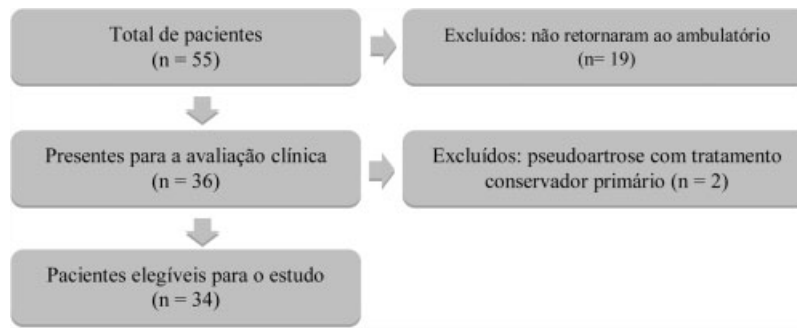 Total de pacientes
(n = 55)
Excluídos: não retornaram ao ambulatório
(n= 19)
Presentes para a avaliação clínica
(n = 36)
Excluídos: pseudoartrose com tratamento
conservador primário (n = 2)
Pacientes elegíveis para o estudo
(n = 34)